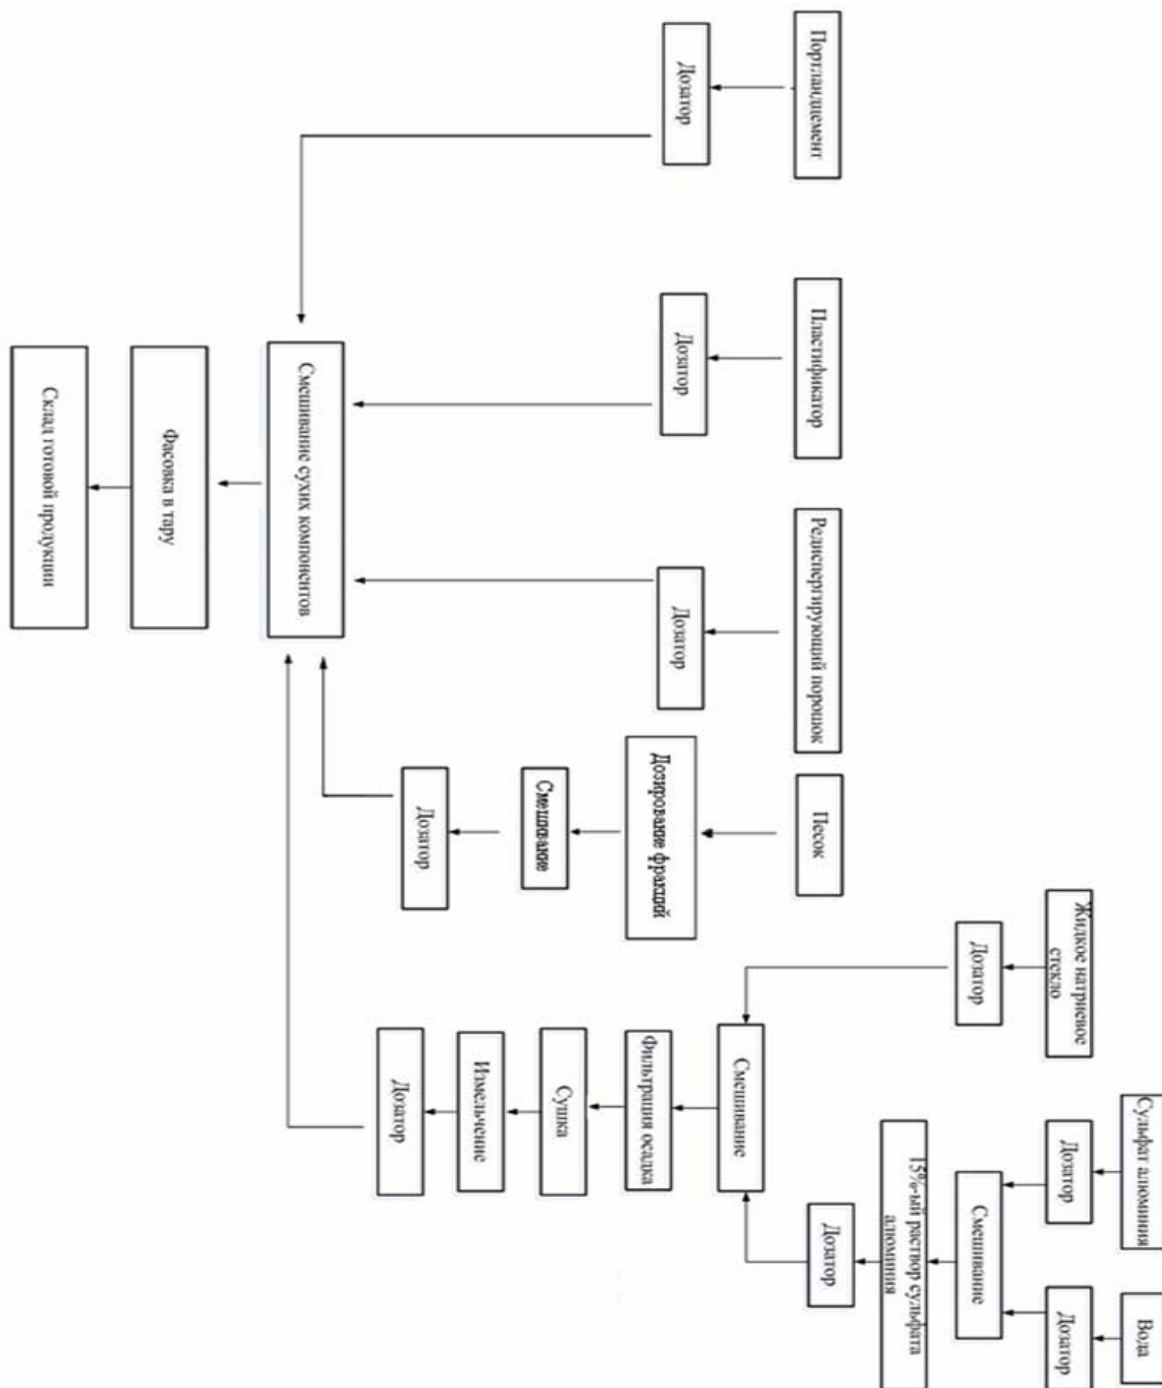 Портландцемент
Дозатор
Пластификатор
Дозатор
Редиспергирующий порошок
Дозатор
Песок
Дозирование фракций
Смешивание
Дозатор
Жидкое натриевое
стекло
Дозатор
Сульфат алюминия
Дозатор
Вода
Дозатор
Смешивание
15%-ый раствор сульфата
алюминия
Дозатор
Смешивание
Фильтрация осадка
Сушка
Измельчение
Дозатор
Смешивание сухих компонентов
Фасовка в тару
Склад готовой продукции